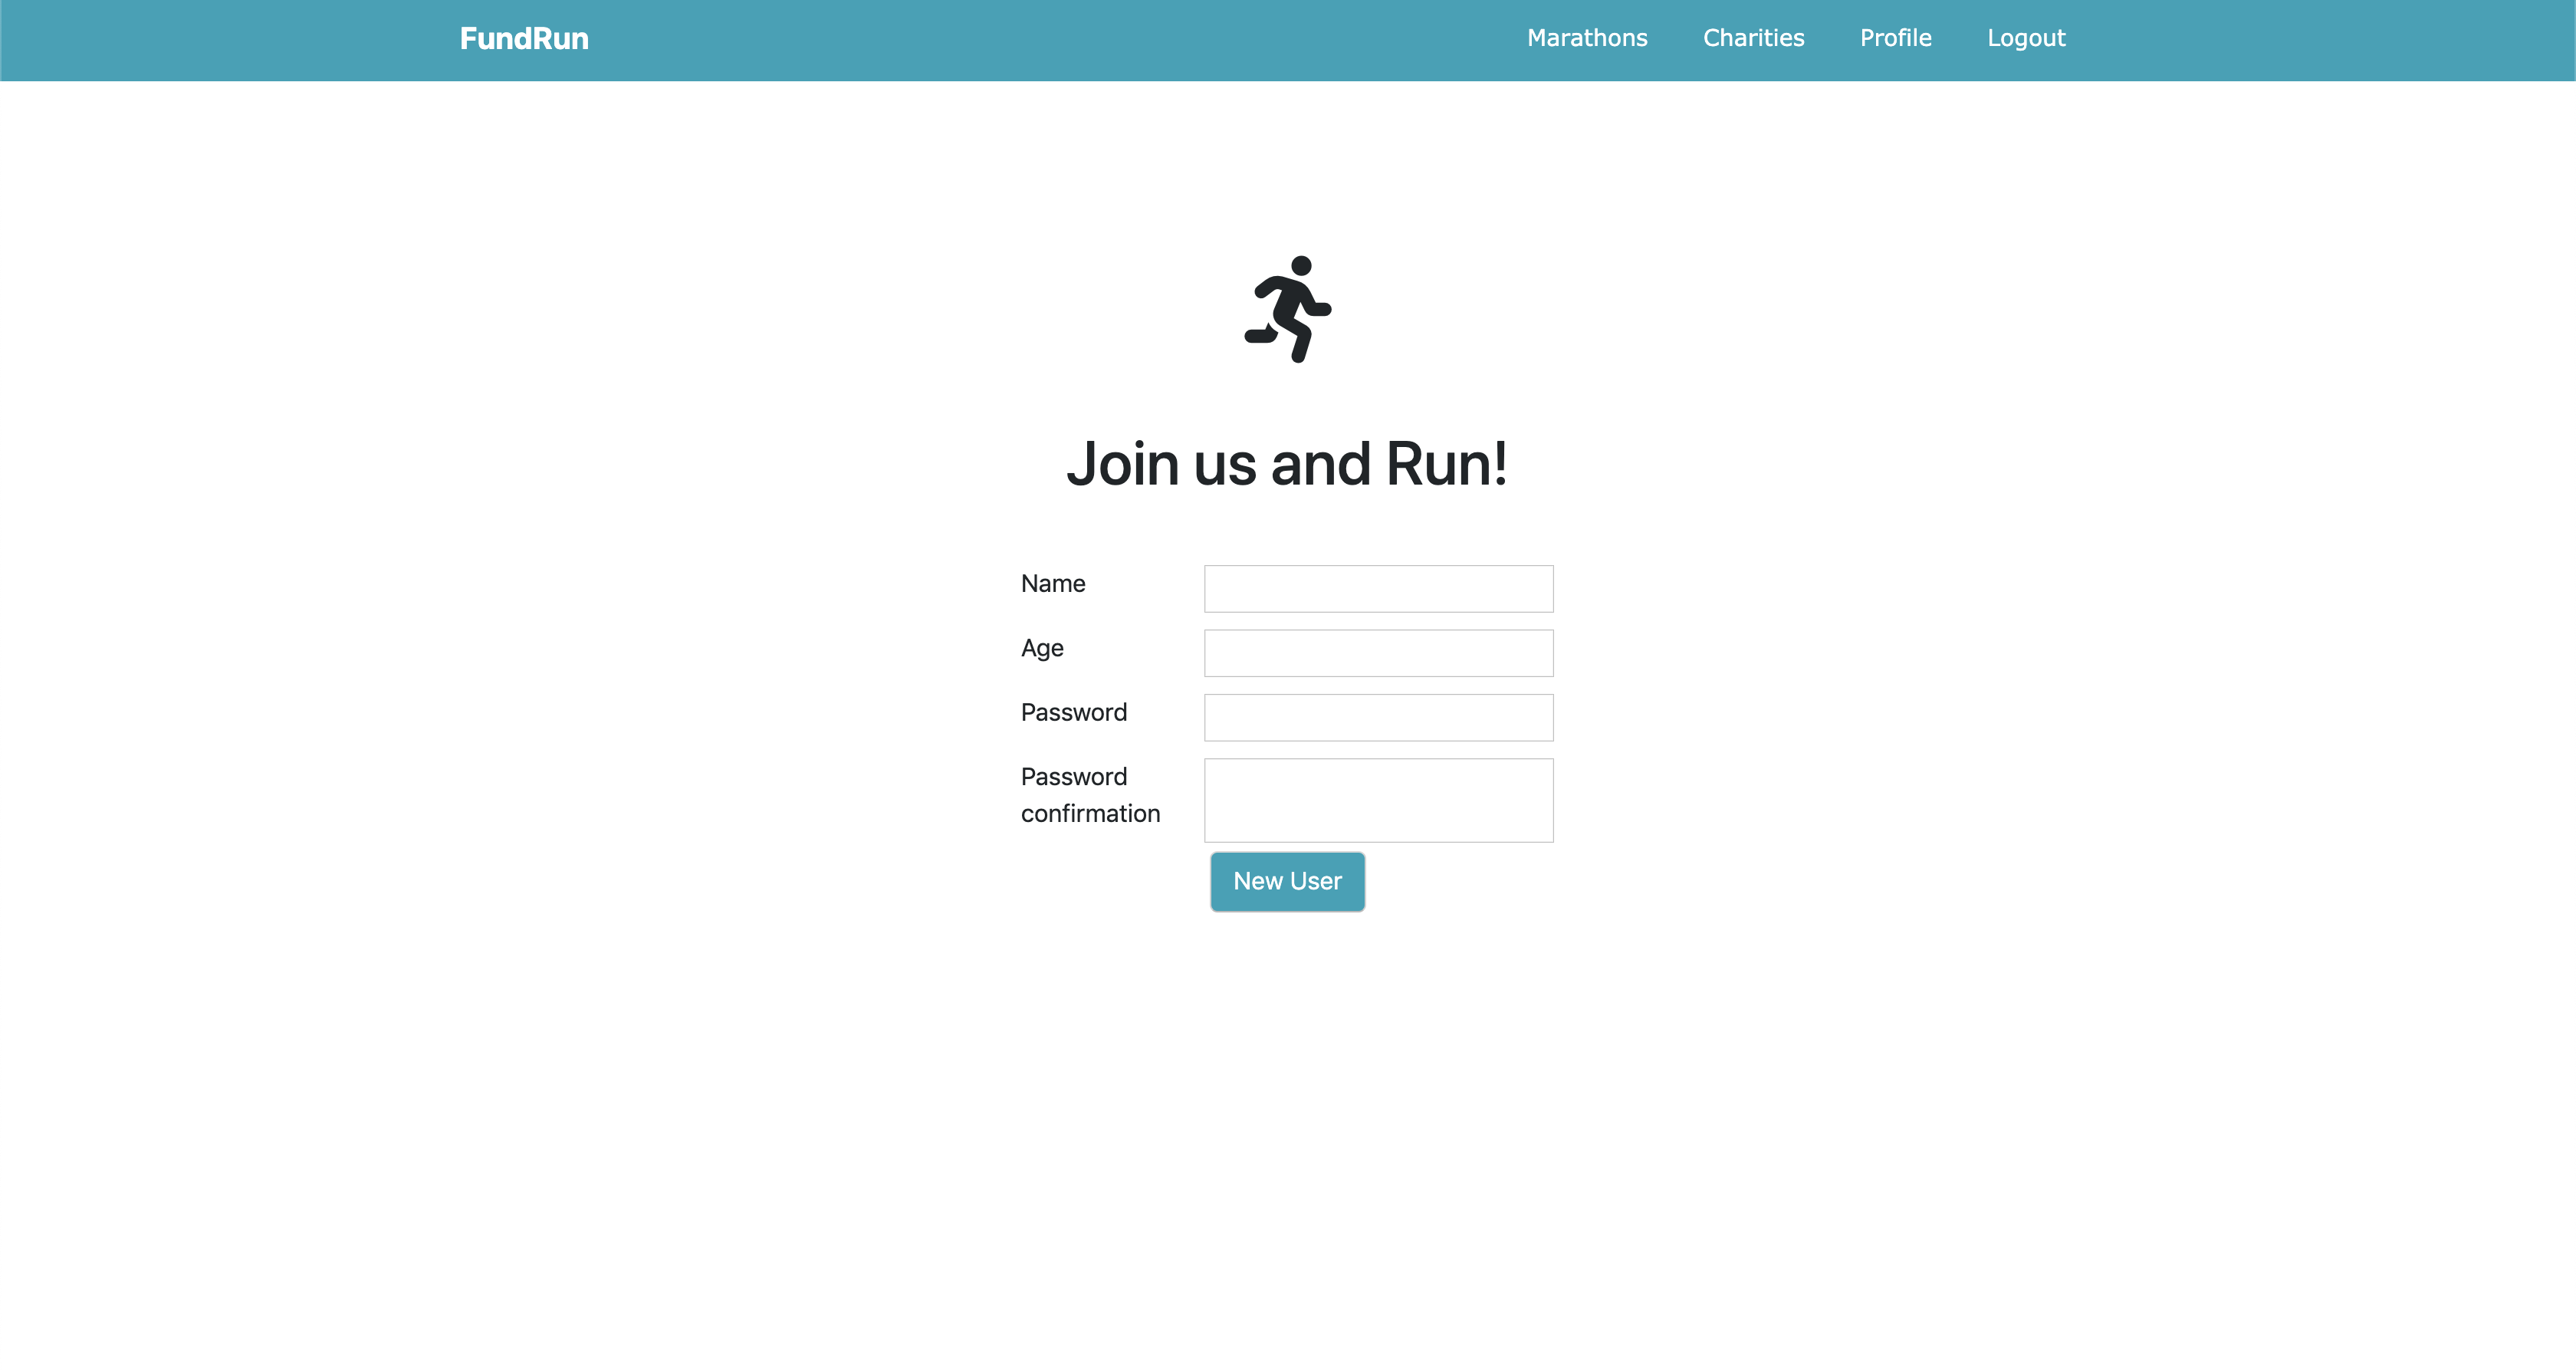 FundRun Marathons Charities Profile Logout
Join us and Run!
Name
Age
Password
Password
confirmation
New User